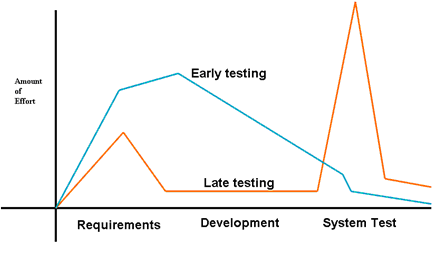 Early testing
Amount
of
Effort
Late testing
Requirements Development System Test